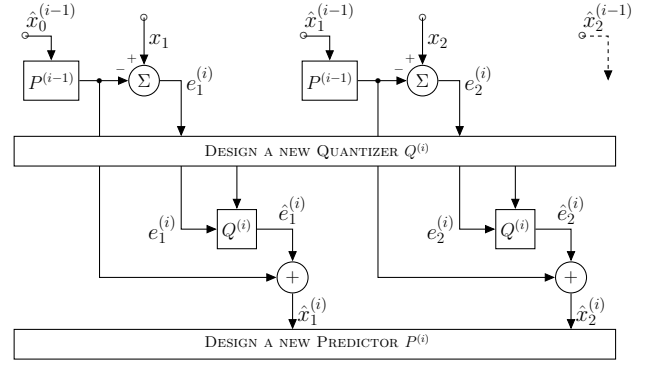 x̂₀^(i−1) x̂₁^(i−1) x̂₂^(i−1)
x₁ x₂
P^(i−1) − + Σ e₁^(i) P^(i−1) − + Σ e₂^(i)
DESIGN A NEW QUANTIZER Q^(i)
e₁^(i) Q^(i) ê₁^(i) e₂^(i) Q^(i) ê₂^(i)
+ +
x̂₁^(i) x̂₂^(i)
DESIGN A NEW PREDICTOR P^(i)